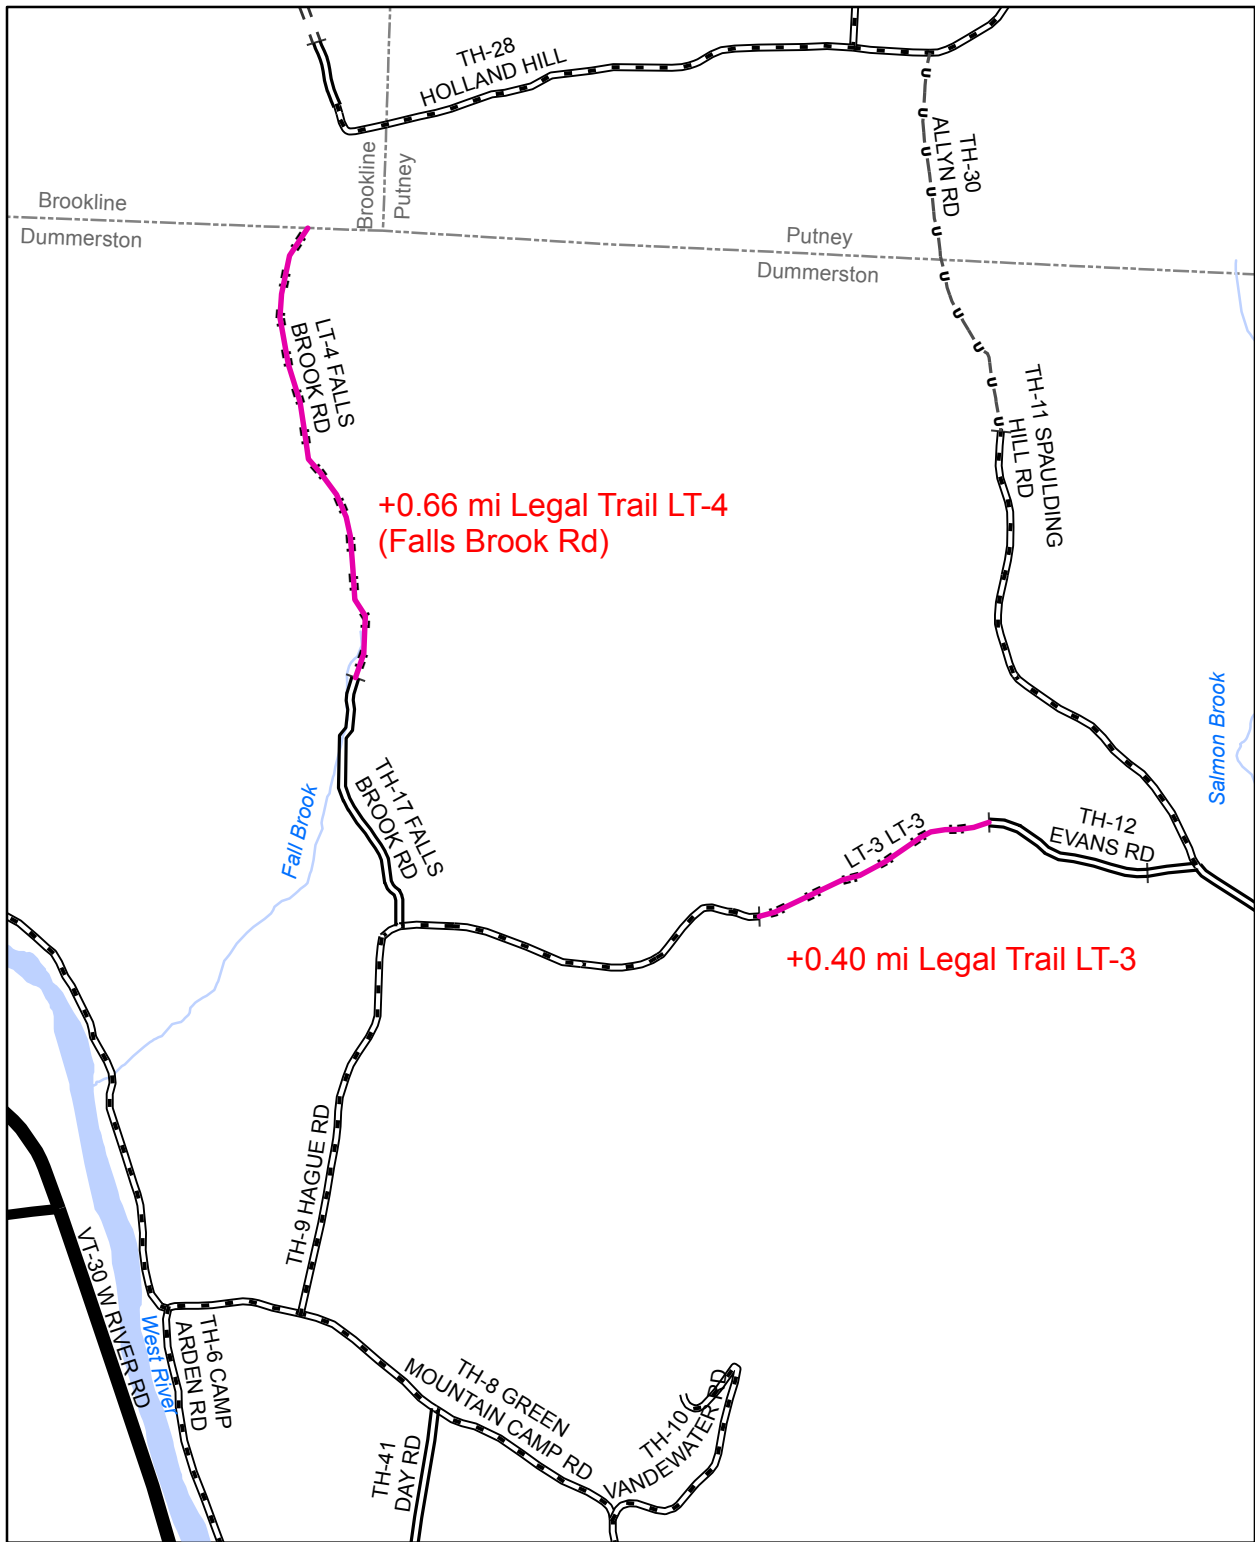 TH-28
HOLLAND HILL
Brookline
Putney
TH-30
ALLYN RD
Brookline
Dummerston
Putney
Dummerston
LT-4 FALLS
BROOK RD
TH-11 SPAULDING
HILL RD
+0.66 mi Legal Trail LT-4
(Falls Brook Rd)
Salmon Brook
TH-17 FALLS
BROOK RD
Fall Brook
LT-3 LT-3
TH-12
EVANS RD
+0.40 mi Legal Trail LT-3
TH-9 HAGUE RD
VT-30 W RIVER RD
West River
TH-6 CAMP
ARDEN RD
TH-8 GREEN
MOUNTAIN CAMP RD
TH-41
DAY RD
TH-10
VANDEWATER RD